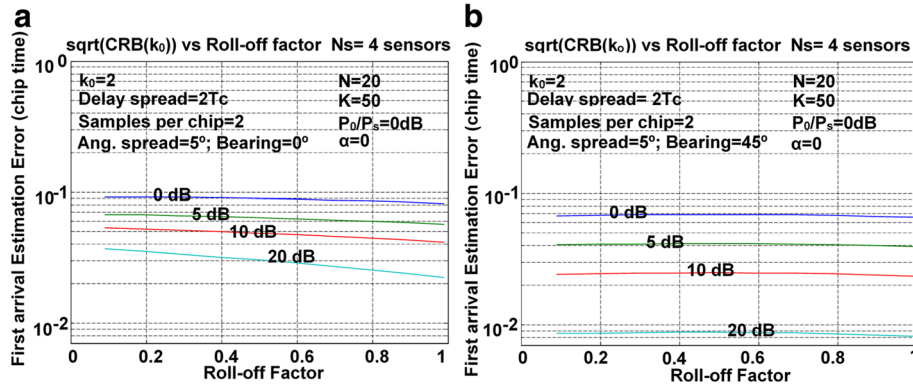 a
sqrt(CRB(k₀)) vs Roll-off factor Ns= 4 sensors
First arrival Estimation Error (chip time)
10⁰
10⁻¹
10⁻²
k₀=2
N=20
Delay spread=2Tc
K=50
Samples per chip=2
P₀/Pₛ=0dB
Ang. spread=5º; Bearing=0º
α=0
0 dB
5 dB
10 dB
20 dB
0 0.2 0.4 0.6 0.8 1
Roll-off Factor
b
sqrt(CRB(kₒ)) vs Roll-off factor Ns= 4 sensors
First arrival Estimation Error (chip time)
10⁰
10⁻¹
10⁻²
k₀=2
N=20
Delay spread=2Tc
K=50
Samples per chip=2
P₀/Pₛ=0dB
Ang. spread=5º; Bearing=45º
α=0
0 dB
5 dB
10 dB
20 dB
0 0.2 0.4 0.6 0.8 1
Roll-off Factor